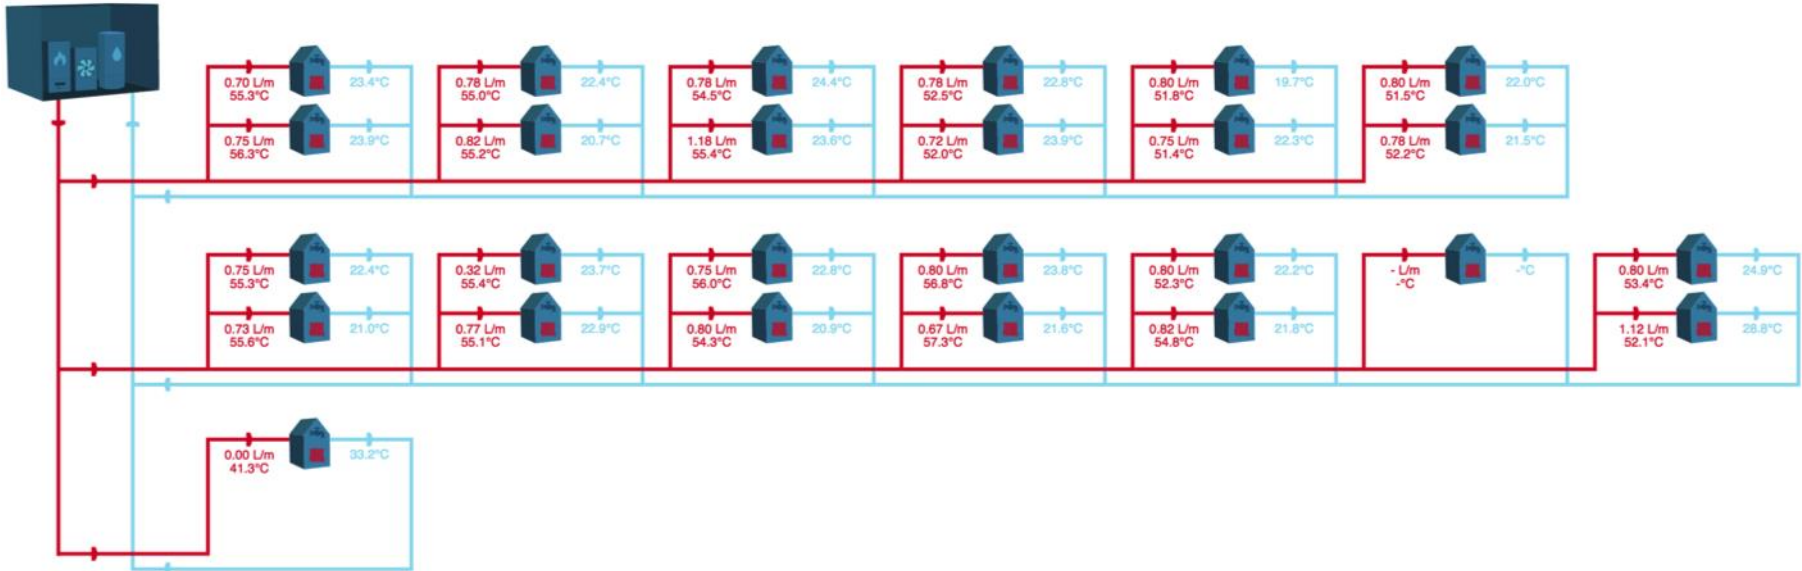 0.70 L/m
55.3°C
23.4°C
0.78 L/m
55.0°C
22.4°C
0.78 L/m
54.5°C
24.4°C
0.78 L/m
52.5°C
22.8°C
0.80 L/m
51.8°C
19.7°C
0.80 L/m
51.5°C
22.0°C
0.75 L/m
56.3°C
23.9°C
0.82 L/m
55.2°C
20.7°C
1.18 L/m
55.4°C
23.6°C
0.72 L/m
52.0°C
23.9°C
0.75 L/m
51.4°C
22.3°C
0.78 L/m
52.2°C
21.5°C
0.75 L/m
55.3°C
22.4°C
0.32 L/m
55.4°C
23.7°C
0.75 L/m
56.0°C
22.8°C
0.80 L/m
56.8°C
23.8°C
0.80 L/m
52.3°C
22.2°C
- L/m
-°C
-°C
0.80 L/m
53.4°C
24.9°C
0.73 L/m
55.6°C
21.0°C
0.77 L/m
55.1°C
22.9°C
0.80 L/m
54.3°C
20.9°C
0.67 L/m
57.3°C
21.6°C
0.82 L/m
54.8°C
21.8°C
1.12 L/m
52.1°C
28.8°C
0.00 L/m
41.3°C
33.2°C